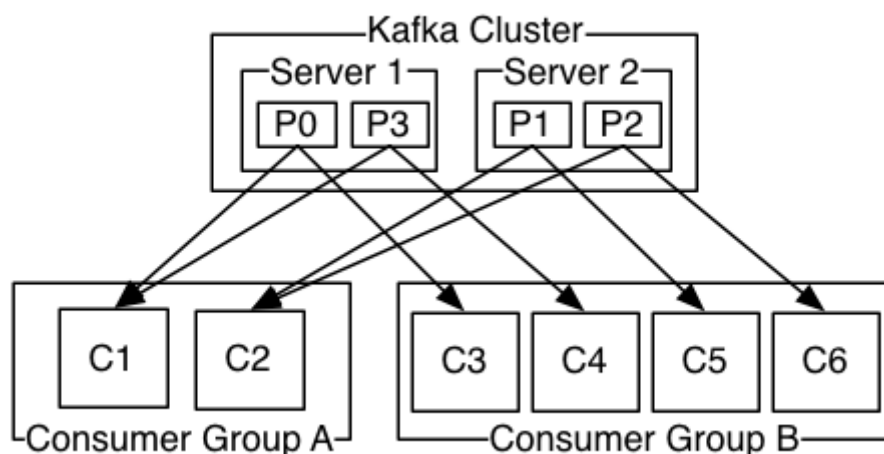 Kafka Cluster
Server 1 Server 2
P0 P3 P1 P2
C1 C2 C3 C4 C5 C6
Consumer Group A Consumer Group B